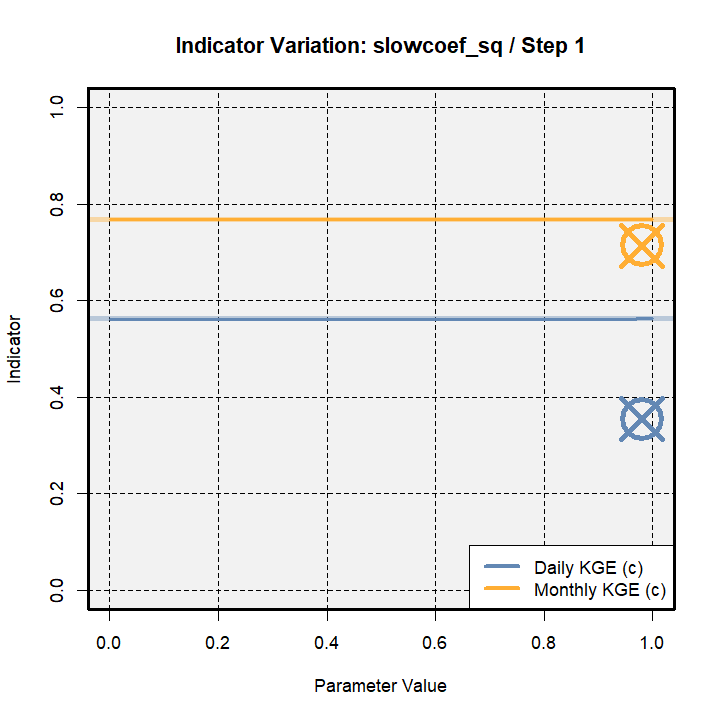 Indicator Variation: slowcoef_sq / Step 1
Indicator
1.0
0.8
0.6
0.4
0.2
0.0
Daily KGE (c)
Monthly KGE (c)
0.0 0.2 0.4 0.6 0.8 1.0
Parameter Value